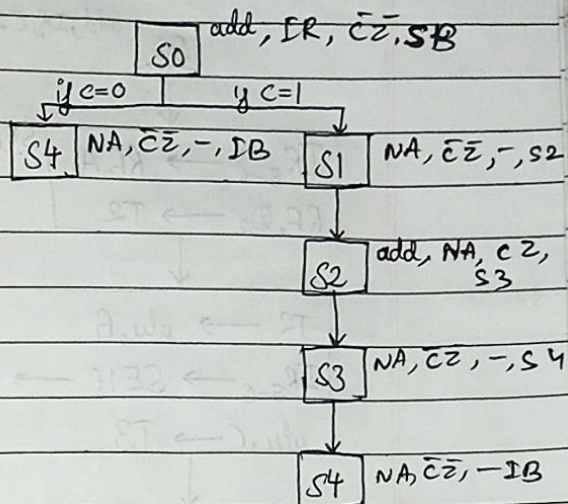 S0 add, IR, C̄Z̄, SB
if C=0 if C=1
S4 NA, C̄Z̄, -, IB S1 NA, C̄Z̄, -, S2
S2 add, NA, CZ,
S3
S3 NA, C̄Z̄, -, S4
S4 NA, C̄Z̄, - IB